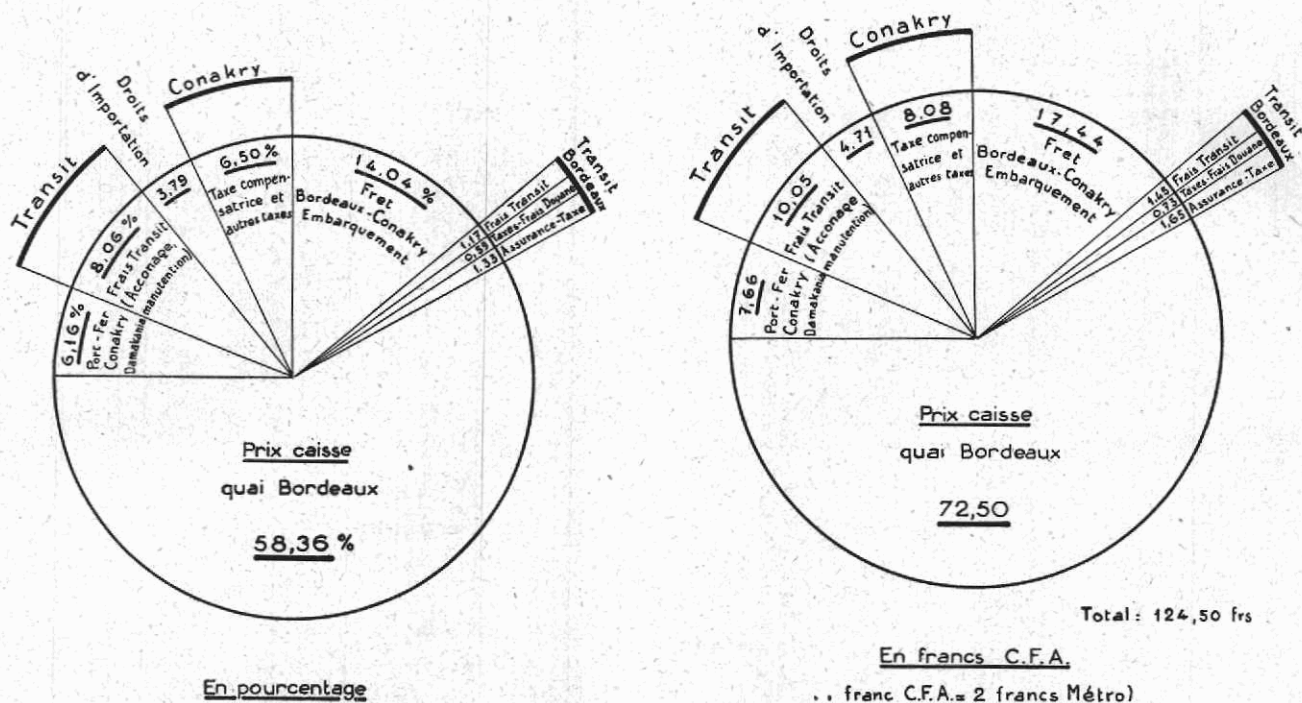 Transit
Droits
d'Importation
Conakry
Transit
Bordeaux
6,16 %
Port-Fer
Conakry
Damakania
8,06 %
Frais Transit
(Acconage,
manutention)
3,79
6,50 %
Taxe compen-
satrice et
autres taxes
14,04 %
Fret
Bordeaux-Conakry
Embarquement
1,17 Frais Transit
0,59 Taxes-Frais Douane
1,33 Assurance-Taxe
Prix caisse
quai Bordeaux
58,36 %
En pourcentage
Transit
Droits
d'Importation
Conakry
Transit
Bordeaux
7,66
Port-Fer
Conakry
Damakania
10,05
Frais Transit
(Acconage
manutention)
4,71
8.08
Taxe compen-
satrice et
autres taxes
17,44
Fret
Bordeaux-Conakry
Embarquement
1,45 Frais Transit
0,73 Taxes-Frais Douane
1,65 Assurance-Taxe
Prix caisse
quai Bordeaux
72,50
Total : 124,50 frs
En francs C.F.A.
franc C.F.A. = 2 francs Métro)